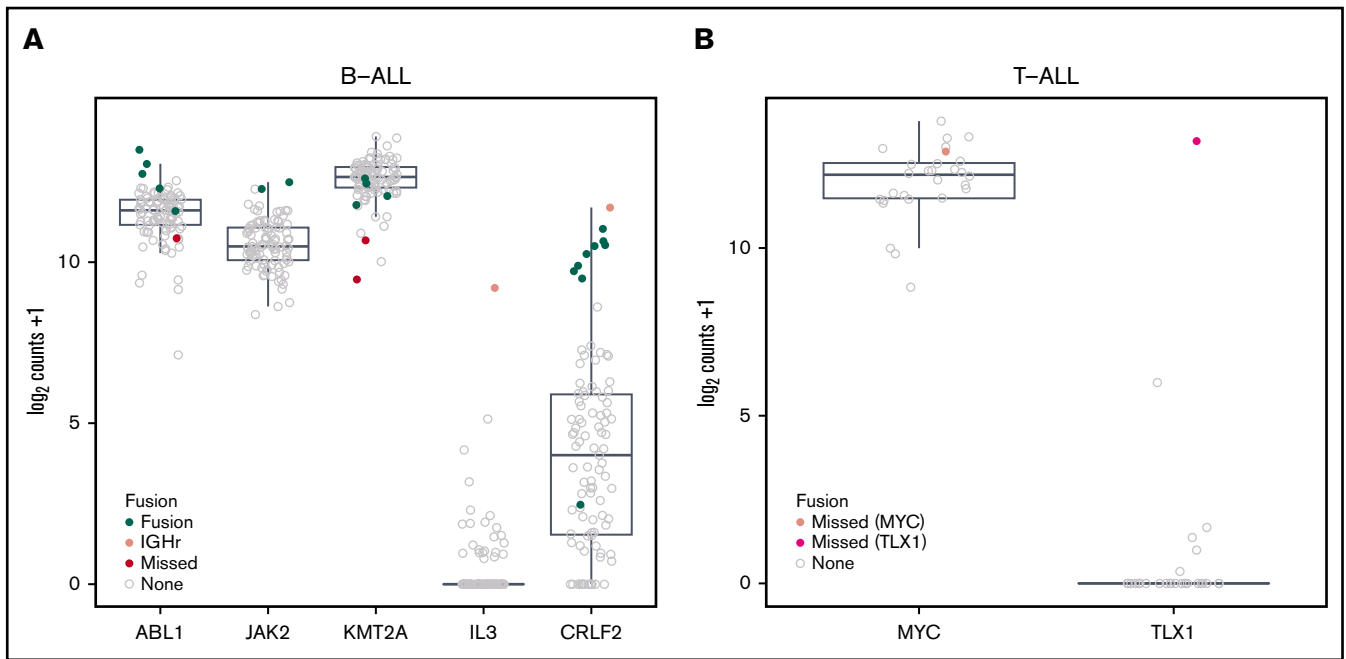 A
B-ALL
log2 counts +1
10
5
0
Fusion
Fusion
IGHr
Missed
None
ABL1 JAK2 KMT2A IL3 CRLF2
B
T-ALL
log2 counts +1
10
5
0
Fusion
Missed (MYC)
Missed (TLX1)
None
MYC TLX1